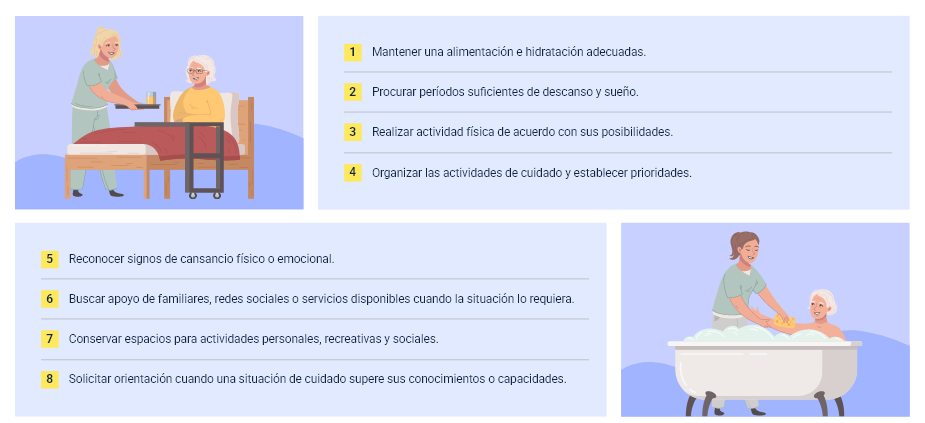 1 Mantener una alimentación e hidratación adecuadas.
2 Procurar períodos suficientes de descanso y sueño.
3 Realizar actividad física de acuerdo con sus posibilidades.
4 Organizar las actividades de cuidado y establecer prioridades.
5 Reconocer signos de cansancio físico o emocional.
6 Buscar apoyo de familiares, redes sociales o servicios disponibles cuando la situación lo requiera.
7 Conservar espacios para actividades personales, recreativas y sociales.
8 Solicitar orientación cuando una situación de cuidado supere sus conocimientos o capacidades.